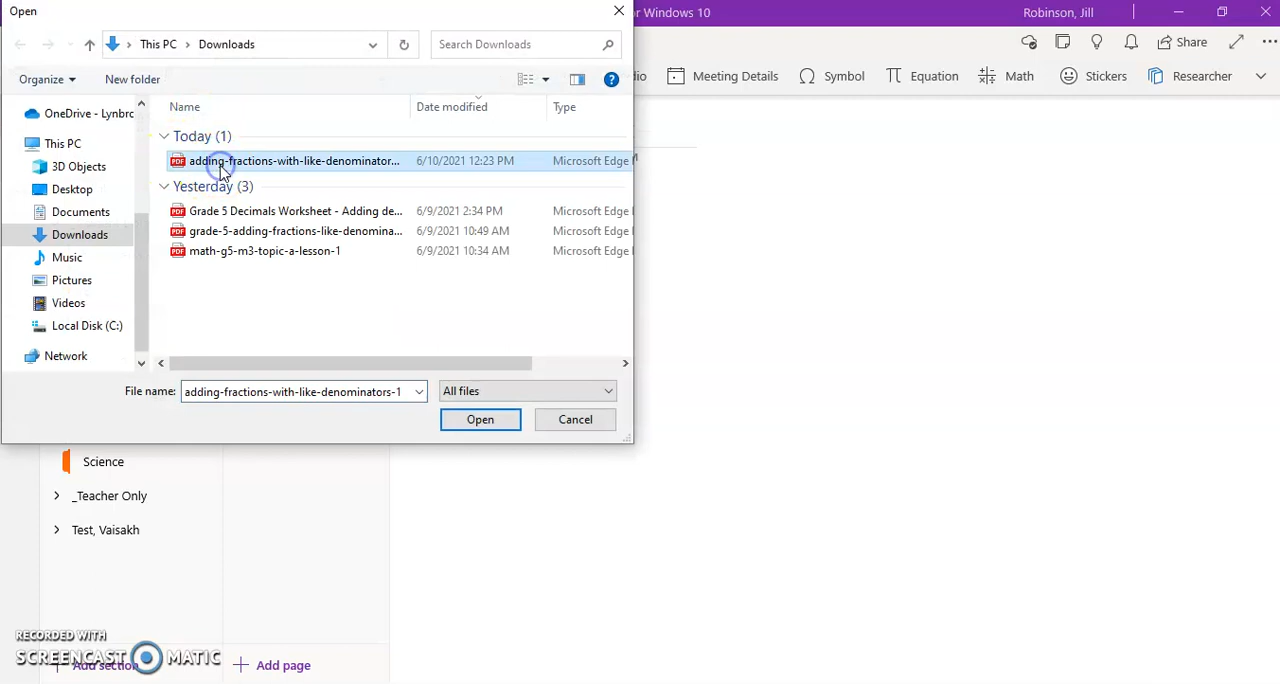 Open
r Windows 10
Robinson, Jill
This PC > Downloads
Search Downloads
Share
Organize
New folder
io
Meeting Details
Symbol
Equation
Math
Stickers
Researcher
Name
Date modified
Type
OneDrive - Lynbrc
This PC
3D Objects
Desktop
Documents
Downloads
Music
Pictures
Videos
Local Disk (C:)
Network
Today (1)
adding-fractions-with-like-denominator... 6/10/2021 12:23 PM Microsoft Edge
Yesterday (3)
Grade 5 Decimals Worksheet - Adding de... 6/9/2021 2:34 PM Microsoft Edge
grade-5-adding-fractions-like-denomina... 6/9/2021 10:49 AM Microsoft Edge
math-g5-m3-topic-a-lesson-1 6/9/2021 10:34 AM Microsoft Edge
File name: adding-fractions-with-like-denominators-1
All files
Open
Cancel
Science
_Teacher Only
Test, Vaisakh
RECORDED WITH
SCREENCAST MATIC
+ Add section
+ Add page